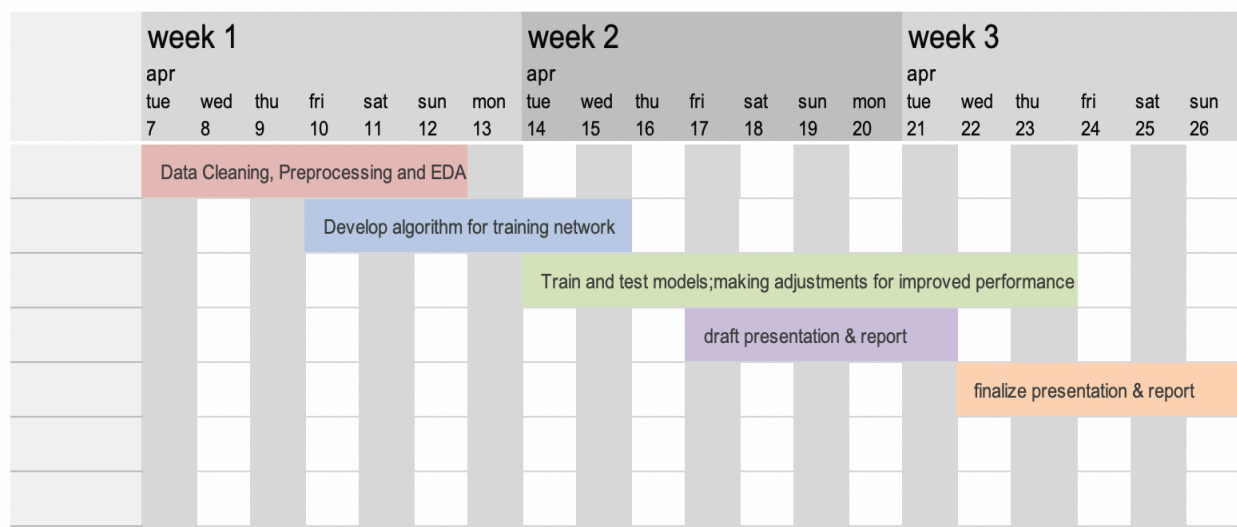 week 1 week 2 week 3
apr apr apr
tue wed thu fri sat sun mon tue wed thu fri sat sun mon tue wed thu fri sat sun
7 8 9 10 11 12 13 14 15 16 17 18 19 20 21 22 23 24 25 26
Data Cleaning, Preprocessing and EDA
Develop algorithm for training network
Train and test models;making adjustments for improved performance
draft presentation & report
finalize presentation & report